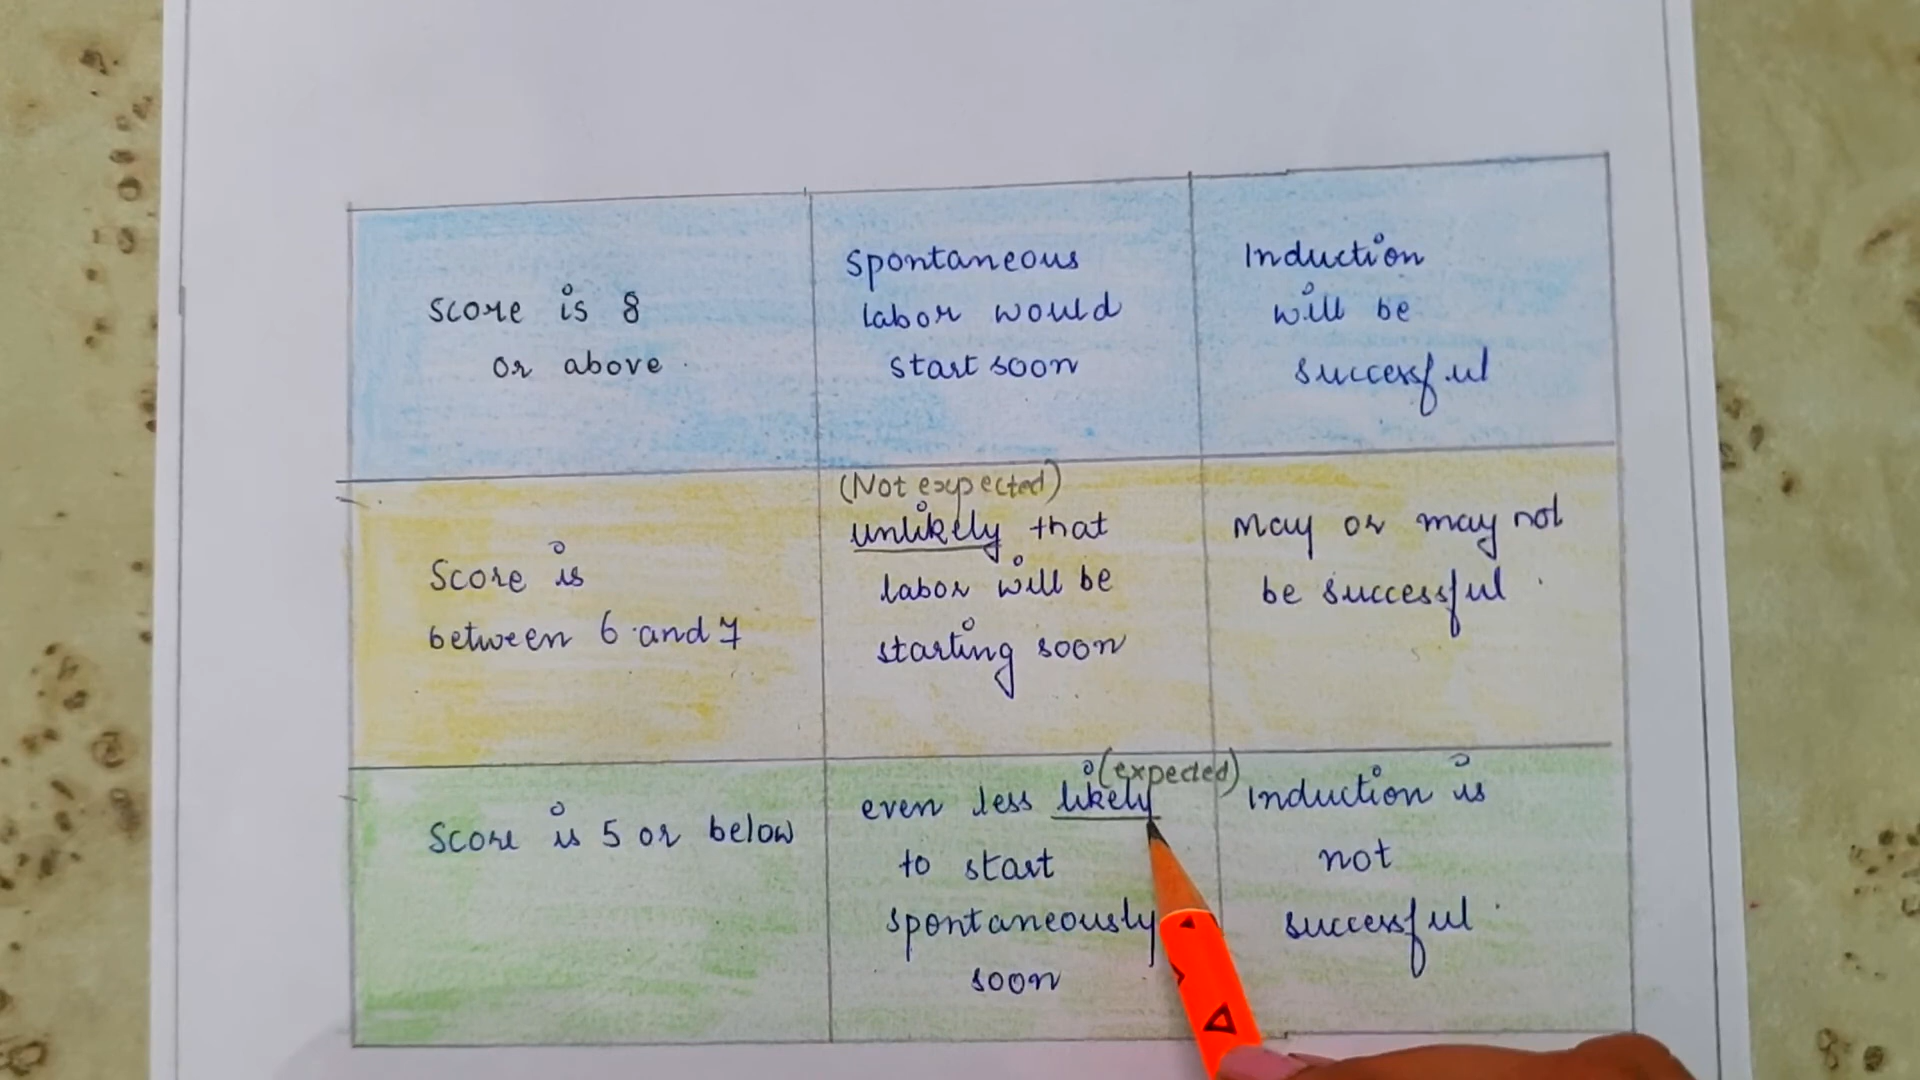 Score is 8
or above.
Spontaneous
labor would
start soon
Induction
will be
successful
Score is
between 6 and 7
(Not expected)
unlikely that
labor will be
starting soon
May or may not
be successful.
Score is 5 or below
(expected)
even less likely
to start
spontaneously
soon
Induction is
not
successful.